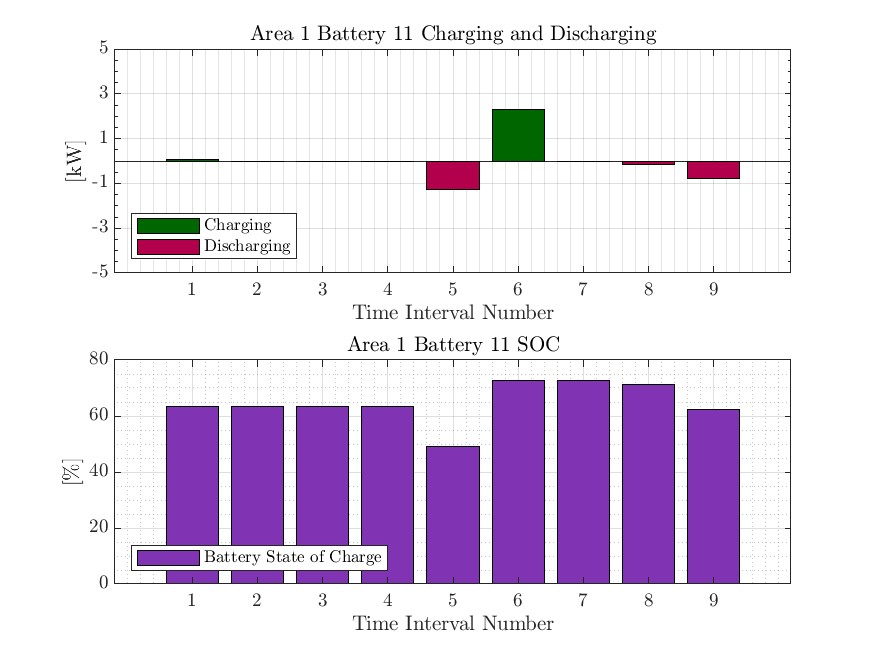 Area 1 Battery 11 Charging and Discharging
5
3
1
-1
-3
-5
[kW]
Charging
Discharging
1 2 3 4 5 6 7 8 9
Time Interval Number
Area 1 Battery 11 SOC
80
60
40
20
0
[%]
Battery State of Charge
1 2 3 4 5 6 7 8 9
Time Interval Number